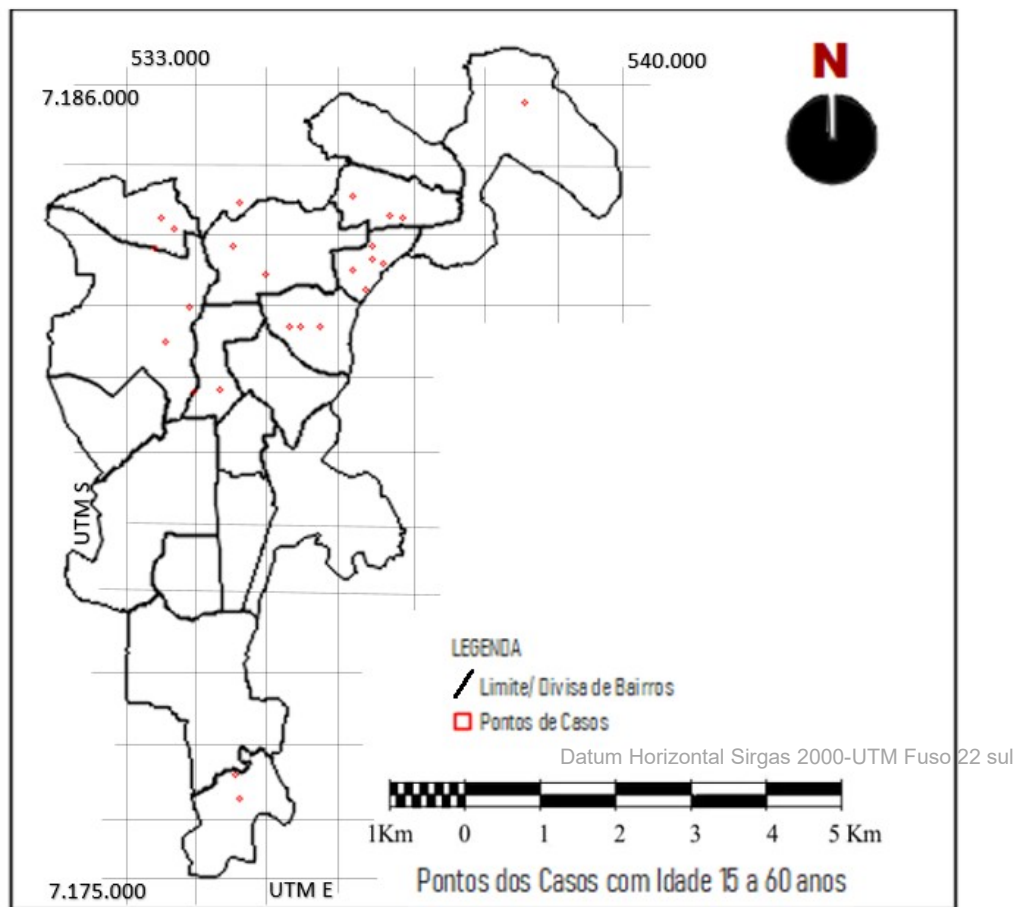 533.000
540.000
N
7.186.000
UTM S
LEGENDA
Limite/ Divisa de Bairros
Pontos de Casos
Datum Horizontal Sirgas 2000-UTM Fuso 22 sul
1Km 0 1 2 3 4 5 Km
Pontos dos Casos com Idade 15 a 60 anos
7.175.000
UTM E